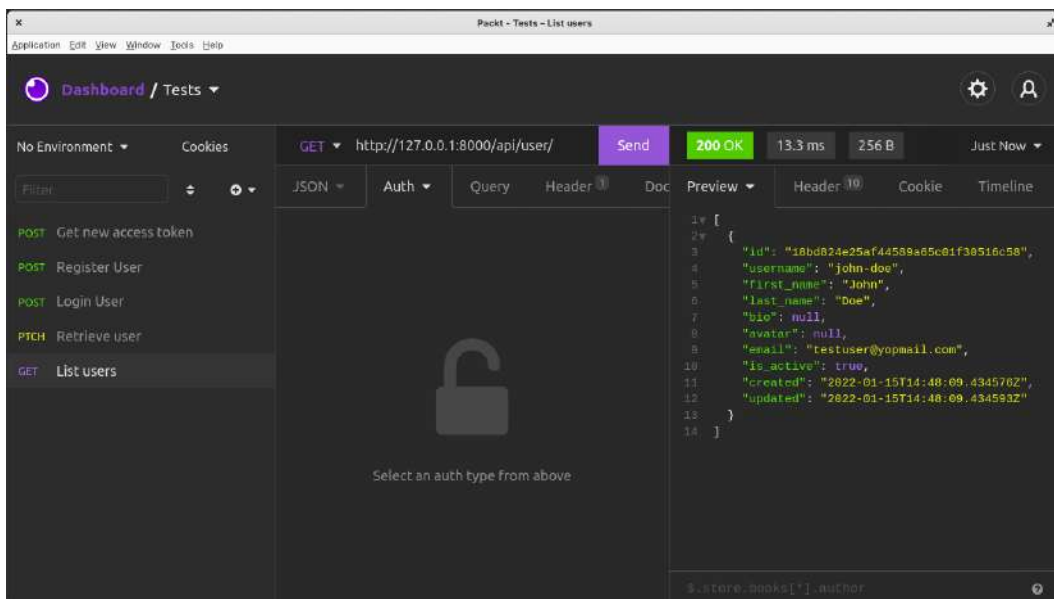 Packt - Tests – List users
Application Edit View Window Tools Help
Dashboard / Tests
No Environment Cookies
GET http://127.0.0.1:8000/api/user/ Send
200 OK 13.3 ms 256 B Just Now
Filter
JSON Auth Query Header 1 Doc
Preview Header 10 Cookie Timeline
POST Get new access token
POST Register User
POST Login User
PTCH Retrieve user
GET List users
Select an auth type from above
1 [
2 {
3 "id": "18bd824e25af44589a65c01f30516c58",
4 "username": "john-doe",
5 "first_name": "John",
6 "last_name": "Doe",
7 "bio": null,
8 "avatar": null,
9 "email": "testuser@yopmail.com",
10 "is_active": true,
11 "created": "2022-01-15T14:48:09.434576Z",
12 "updated": "2022-01-15T14:48:09.434593Z"
13 }
14 ]
$.store.books[*].author